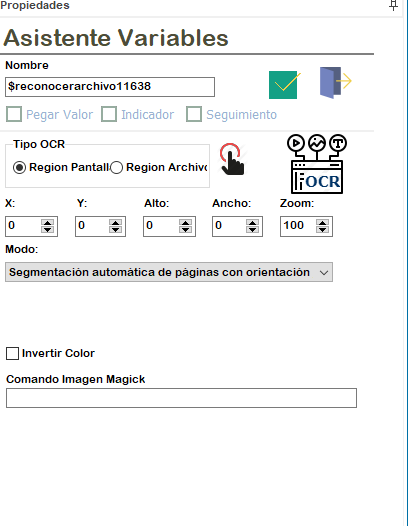 Propiedades
Asistente Variables
Nombre
$reconocerarchivo11638
Pegar Valor Indicador Seguimiento
Tipo OCR
Region Pantall Region Archivo
T
OCR
X: Y: Alto: Ancho: Zoom:
0 0 0 0 100
Modo:
Segmentación automática de páginas con orientación
Invertir Color
Comando Imagen Magick